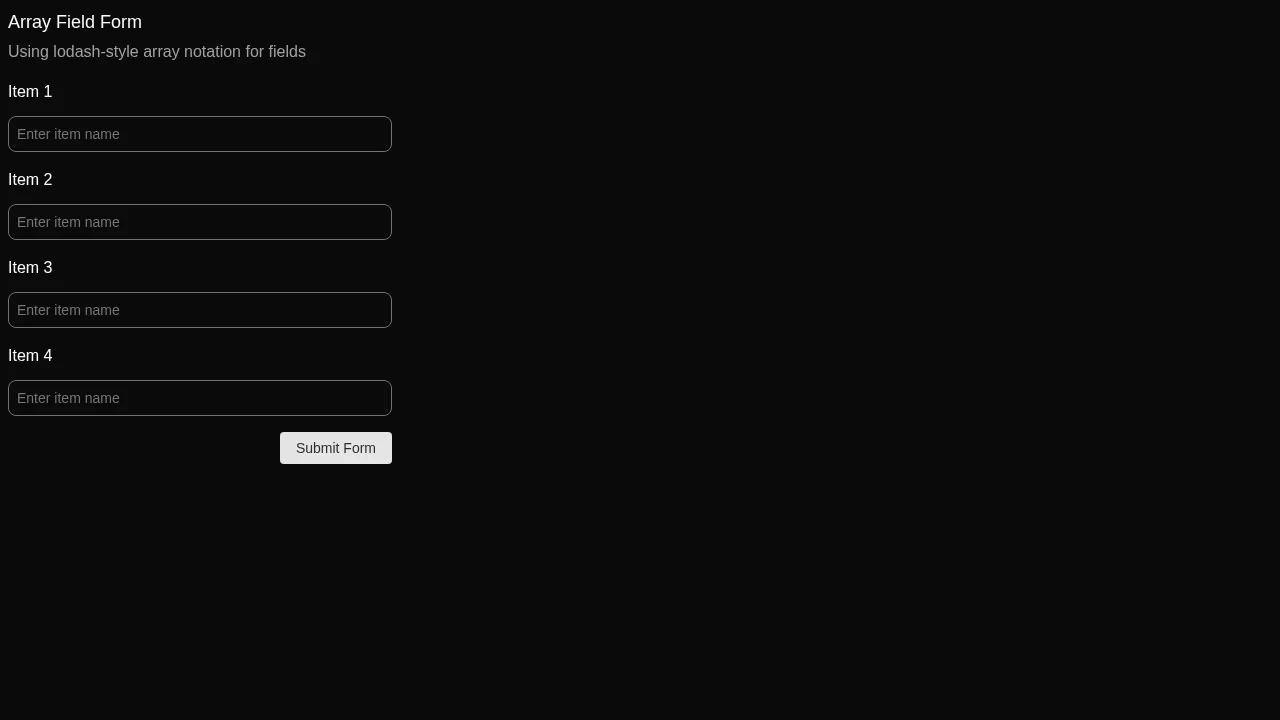 Array Field Form
Using lodash-style array notation for fields
Item 1
Enter item name
Item 2
Enter item name
Item 3
Enter item name
Item 4
Enter item name
Submit Form